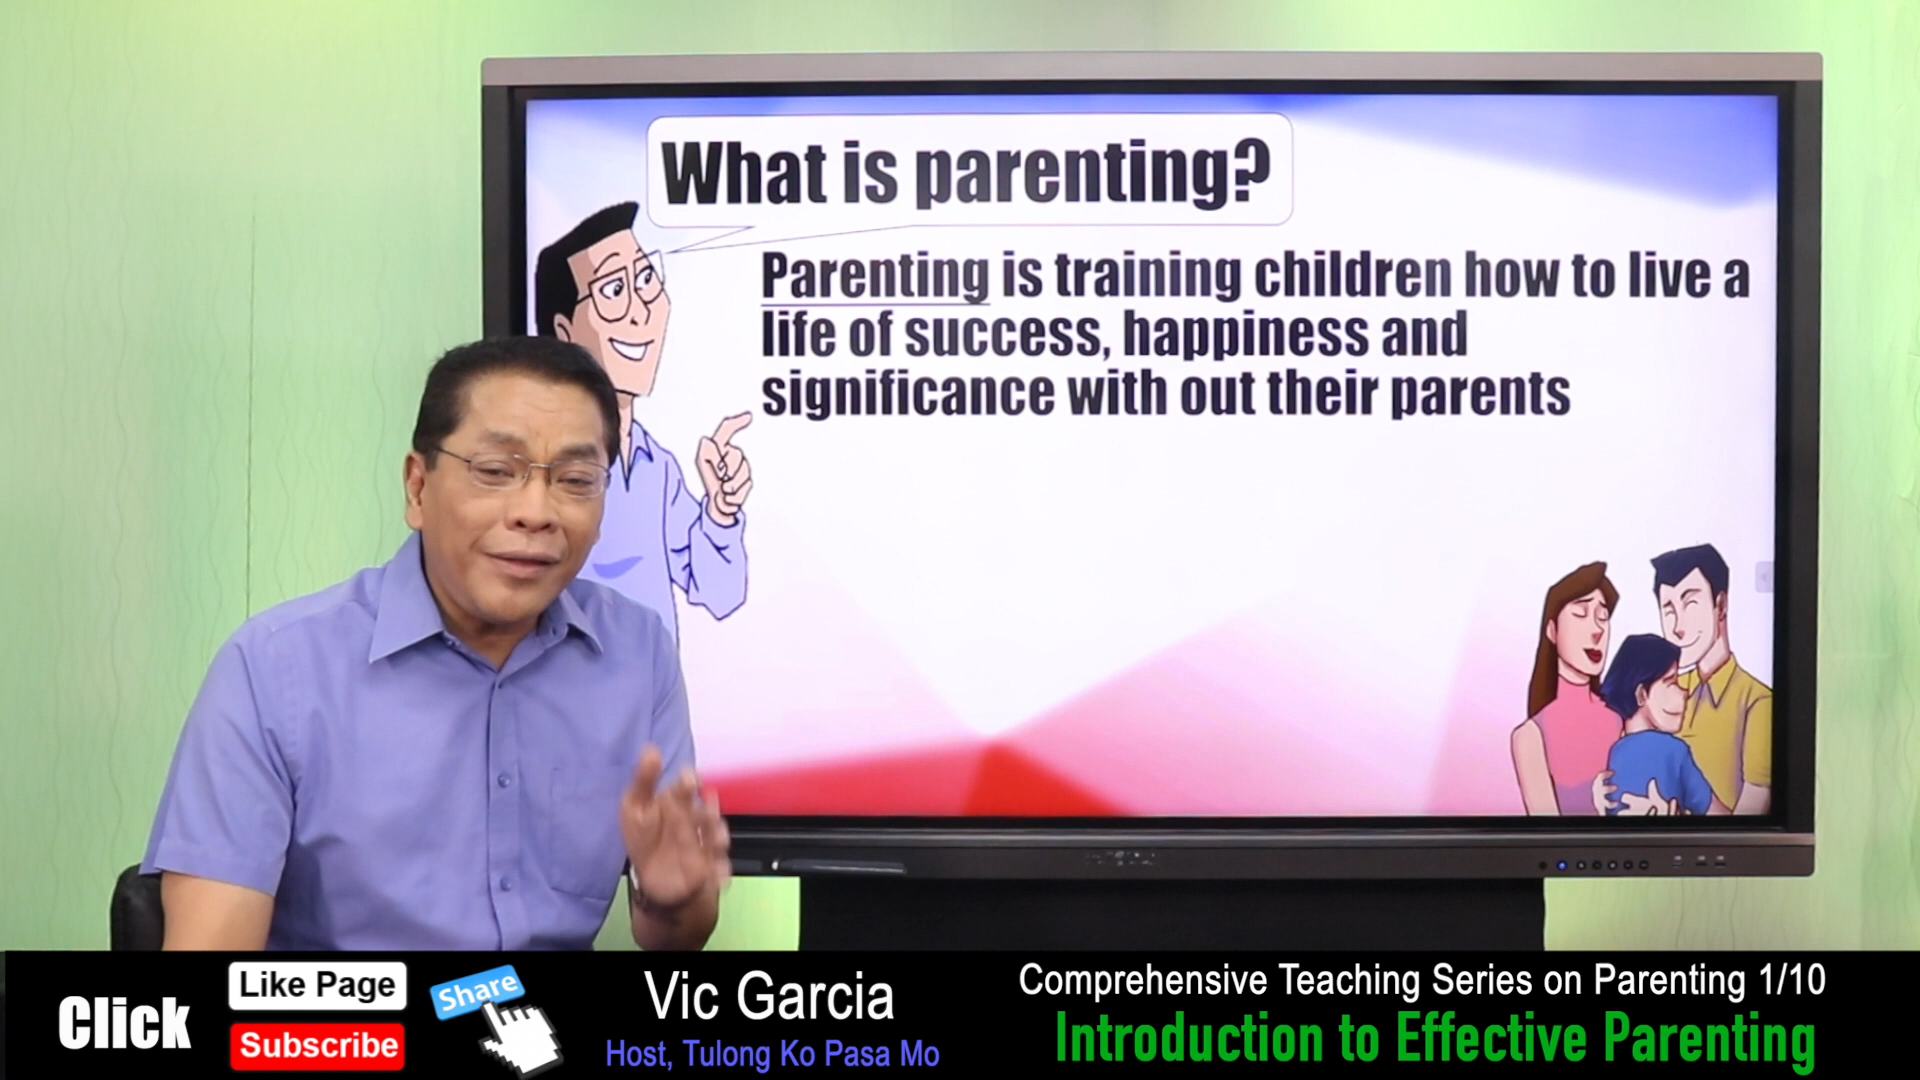 What is parenting?
Parenting is training children how to live a
life of success, happiness and
significance with out their parents
Click
Like Page
Subscribe
Share
Vic Garcia
Host, Tulong Ko Pasa Mo
Comprehensive Teaching Series on Parenting 1/10
Introduction to Effective Parenting